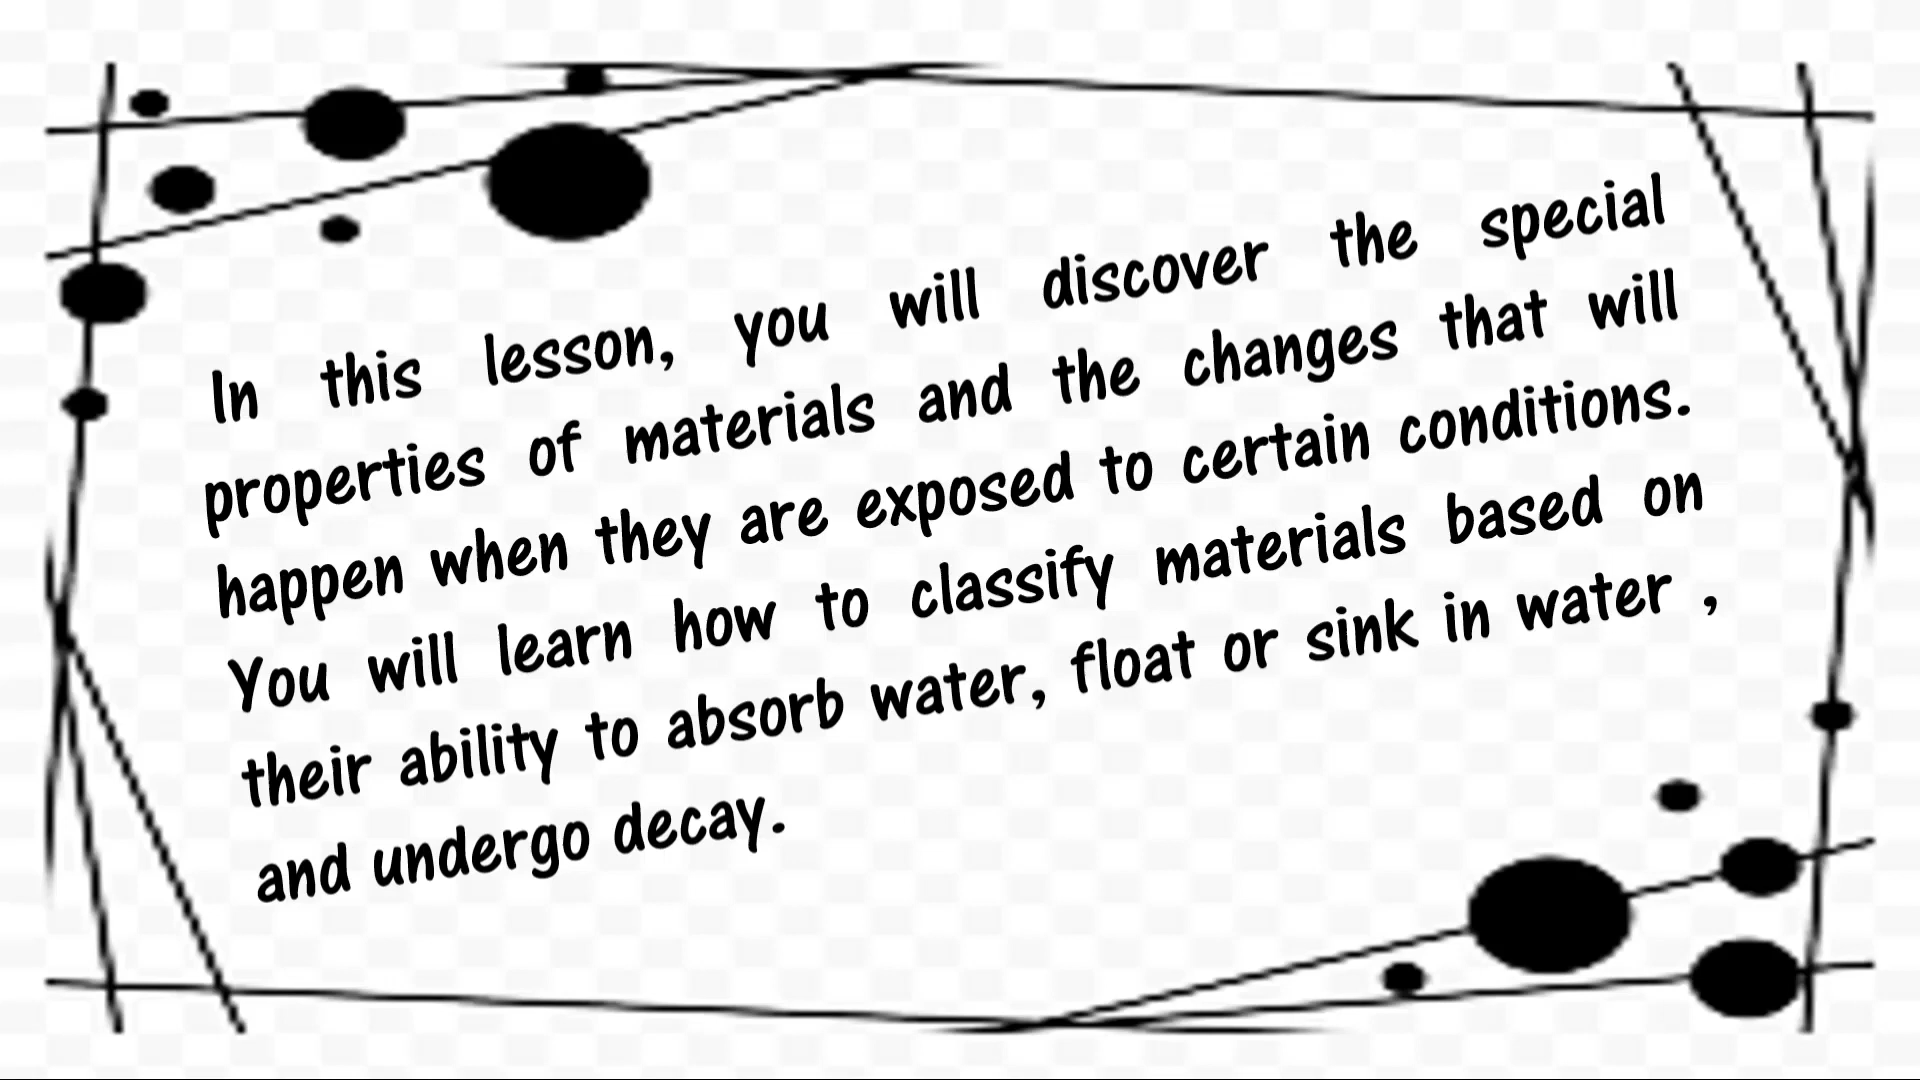 In this lesson, you will discover the special
properties of materials and the changes that will
happen when they are exposed to certain conditions.
You will learn how to classify materials based on
their ability to absorb water, float or sink in water ,
and undergo decay.